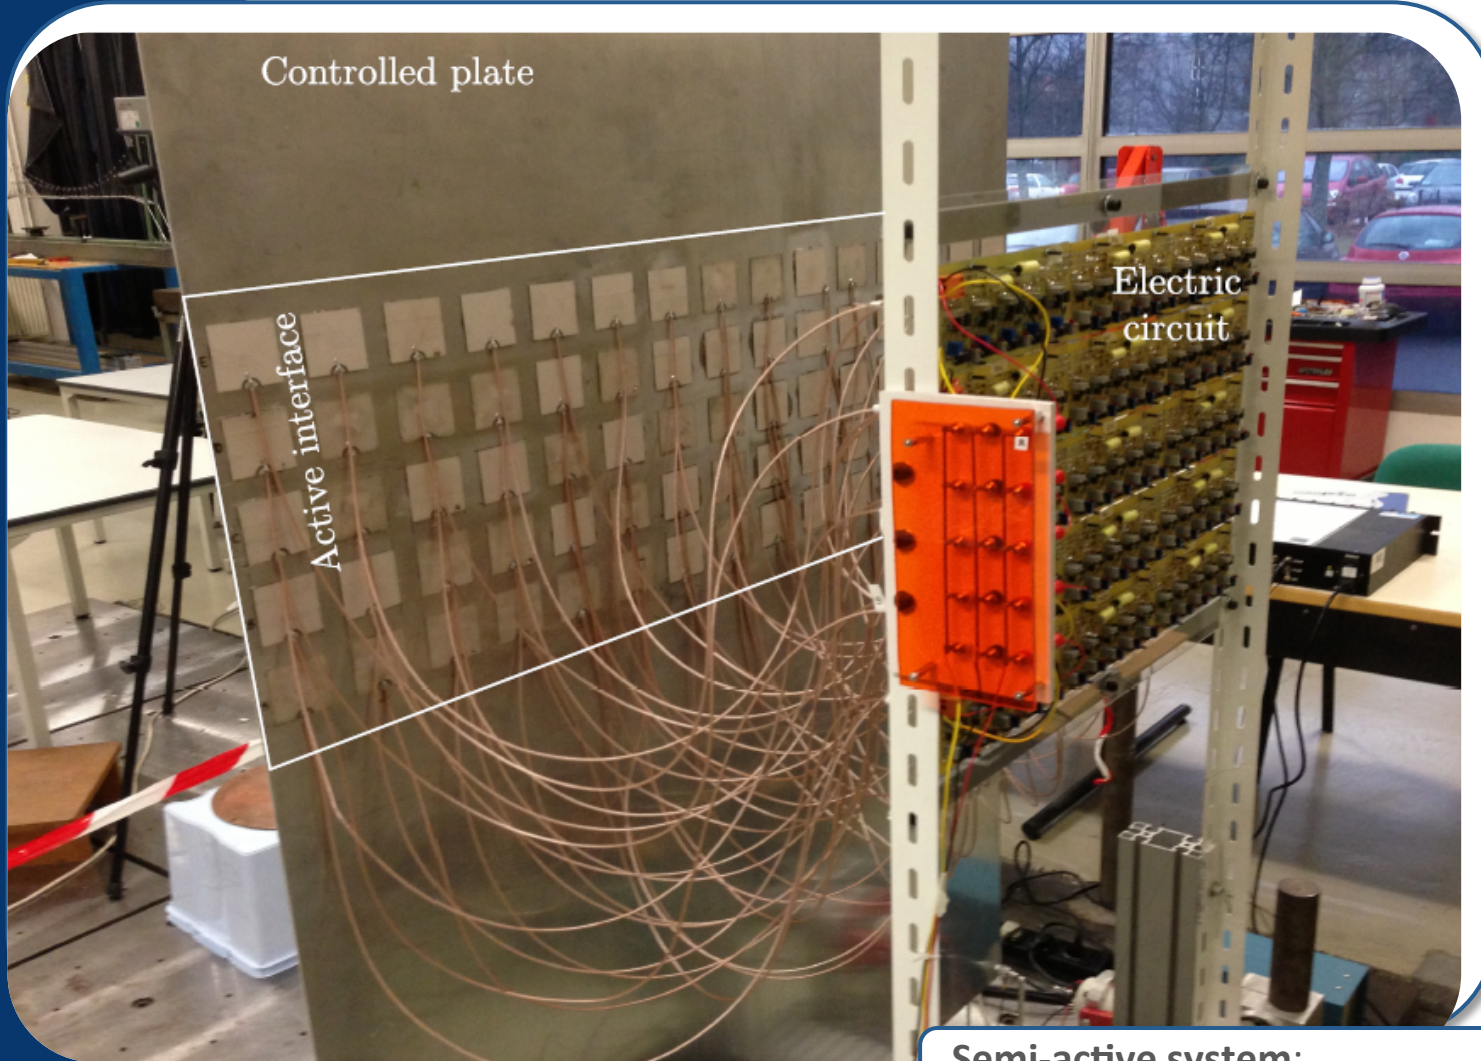 Controlled plate
Active interface
Electric
circuit
Semi-active system: